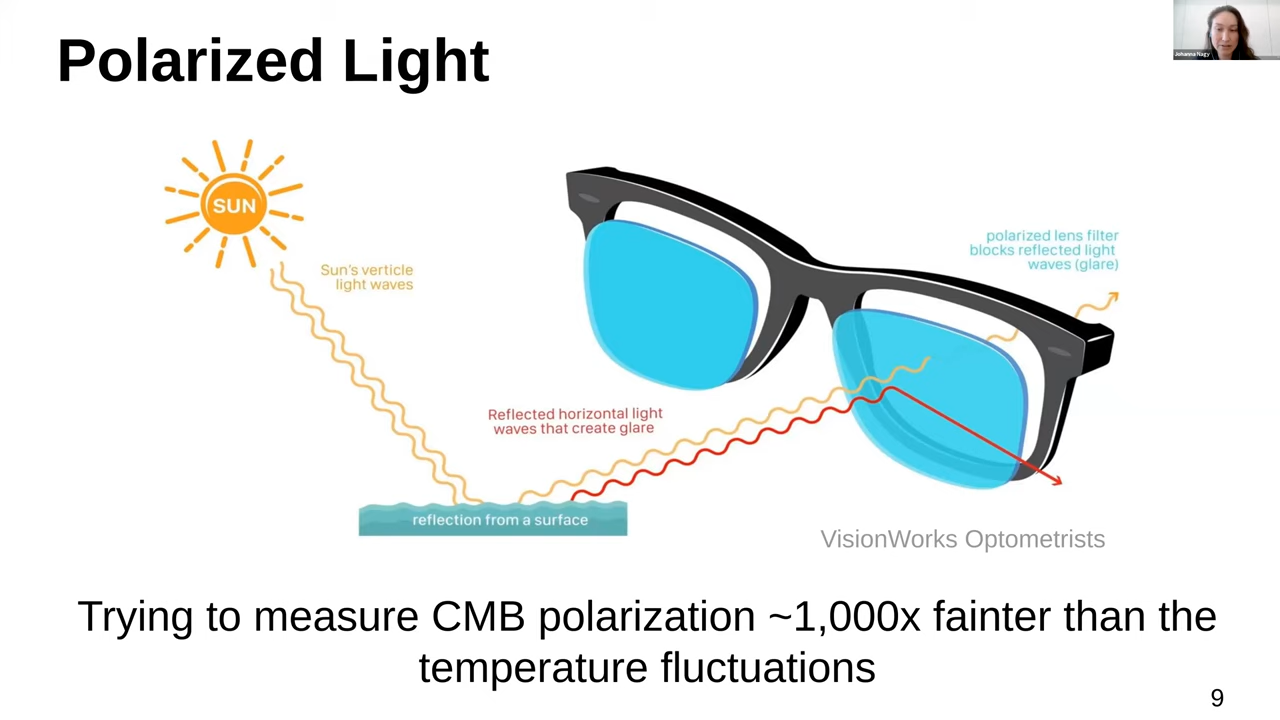 Polarized Light
Johanna Nagy
SUN
Sun's verticle
light waves
polarized lens filter
blocks reflected light
waves (glare)
Reflected horizontal light
waves that create glare
reflection from a surface
VisionWorks Optometrists
Trying to measure CMB polarization ~1,000x fainter than the
temperature fluctuations
9